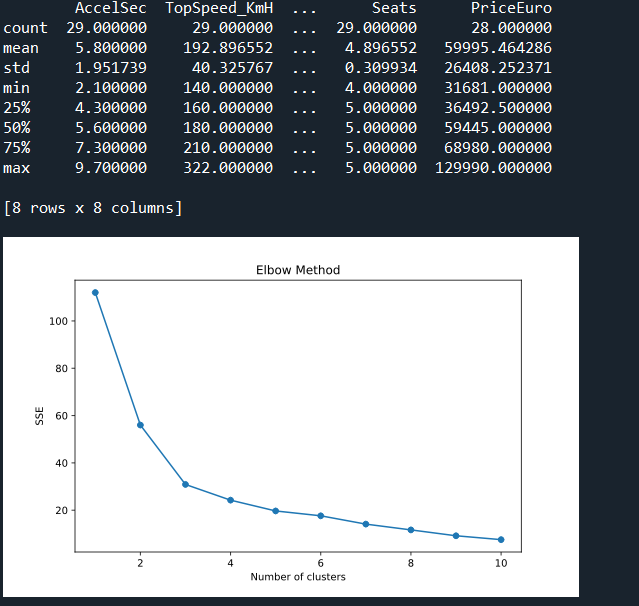 AccelSec TopSpeed_KmH ... Seats PriceEuro
count 29.000000 29.000000 ... 29.000000 28.000000
mean 5.800000 192.896552 ... 4.896552 59995.464286
std 1.951739 40.325767 ... 0.309934 26408.252371
min 2.100000 140.000000 ... 4.000000 31681.000000
25% 4.300000 160.000000 ... 5.000000 36492.500000
50% 5.600000 180.000000 ... 5.000000 59445.000000
75% 7.300000 210.000000 ... 5.000000 68980.000000
max 9.700000 322.000000 ... 5.000000 129990.000000
[8 rows x 8 columns]
Elbow Method
100
80
60
40
20
SSE
2 4 6 8 10
Number of clusters